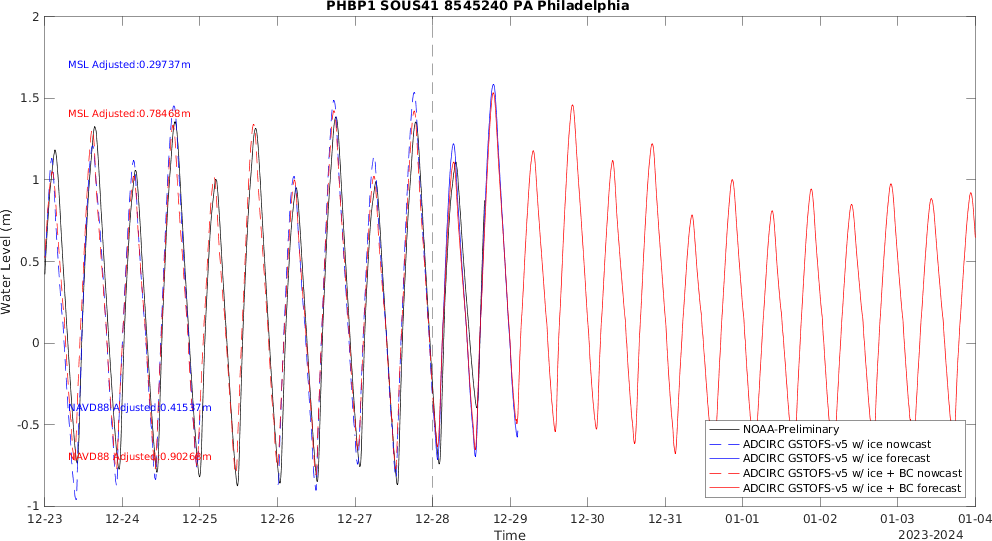 PHBP1 SOUS41 8545240 PA Philadelphia
2
1.5
1
0.5
0
-0.5
-1
Water Level (m)
MSL Adjusted:0.29737m
MSL Adjusted:0.78468m
NAVD88 Adjusted:0.41537m
NAVD88 Adjusted:0.90268m
NOAA-Preliminary
ADCIRC GSTOFS-v5 w/ ice nowcast
ADCIRC GSTOFS-v5 w/ ice forecast
ADCIRC GSTOFS-v5 w/ ice + BC nowcast
ADCIRC GSTOFS-v5 w/ ice + BC forecast
12-23 12-24 12-25 12-26 12-27 12-28 12-29 12-30 12-31 01-01 01-02 01-03 01-04
Time
2023-2024